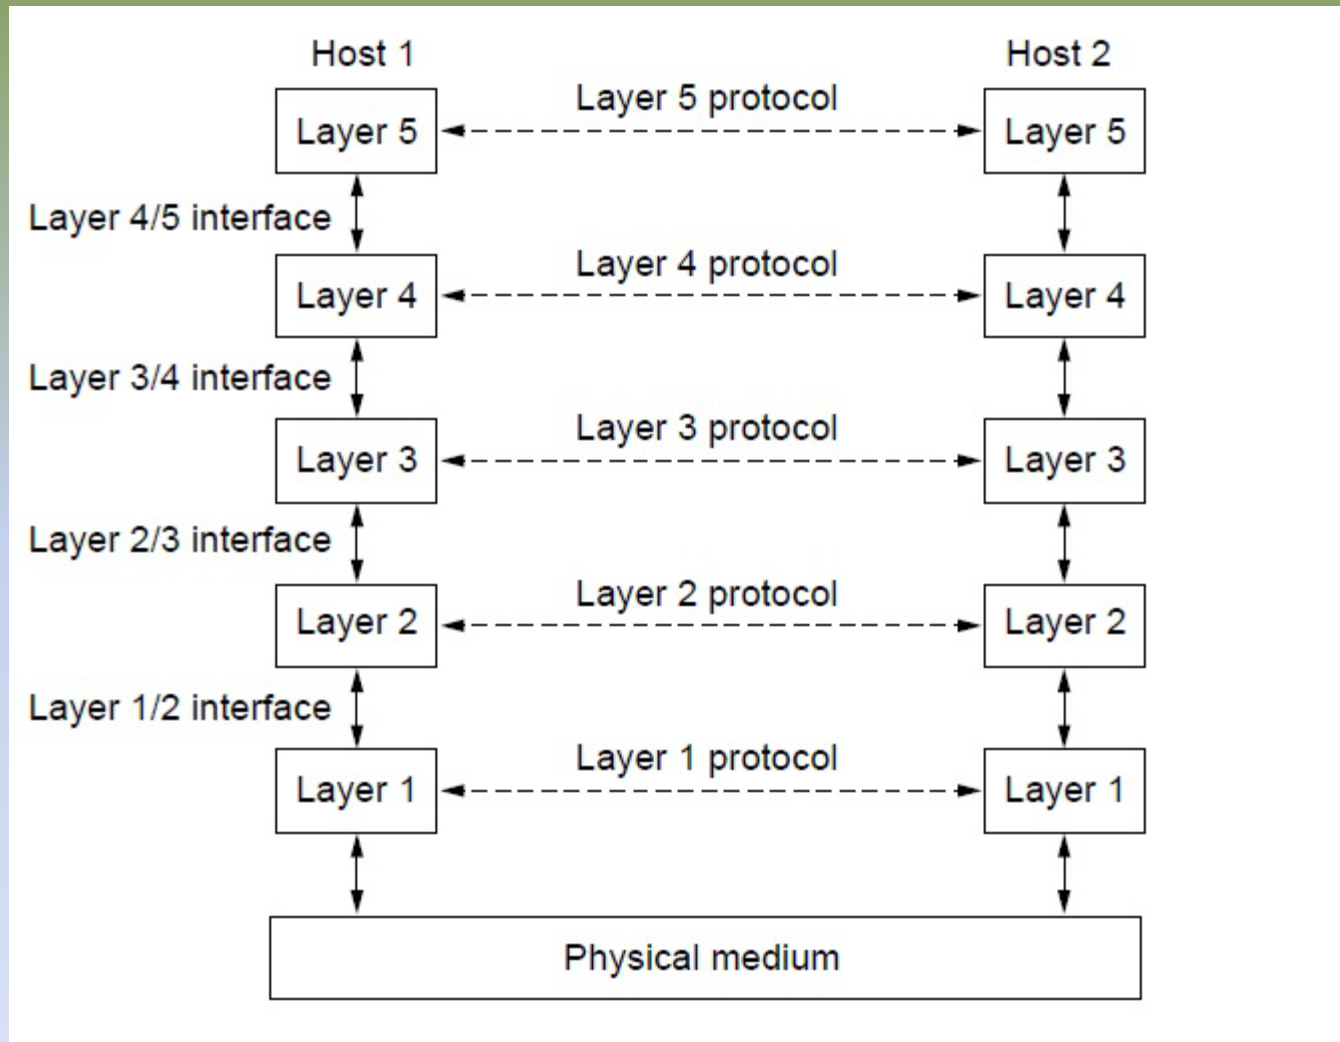 Host 1
Host 2
Layer 5 protocol
Layer 5
Layer 5
Layer 4/5 interface
Layer 4 protocol
Layer 4
Layer 4
Layer 3/4 interface
Layer 3 protocol
Layer 3
Layer 3
Layer 2/3 interface
Layer 2 protocol
Layer 2
Layer 2
Layer 1/2 interface
Layer 1 protocol
Layer 1
Layer 1
Physical medium